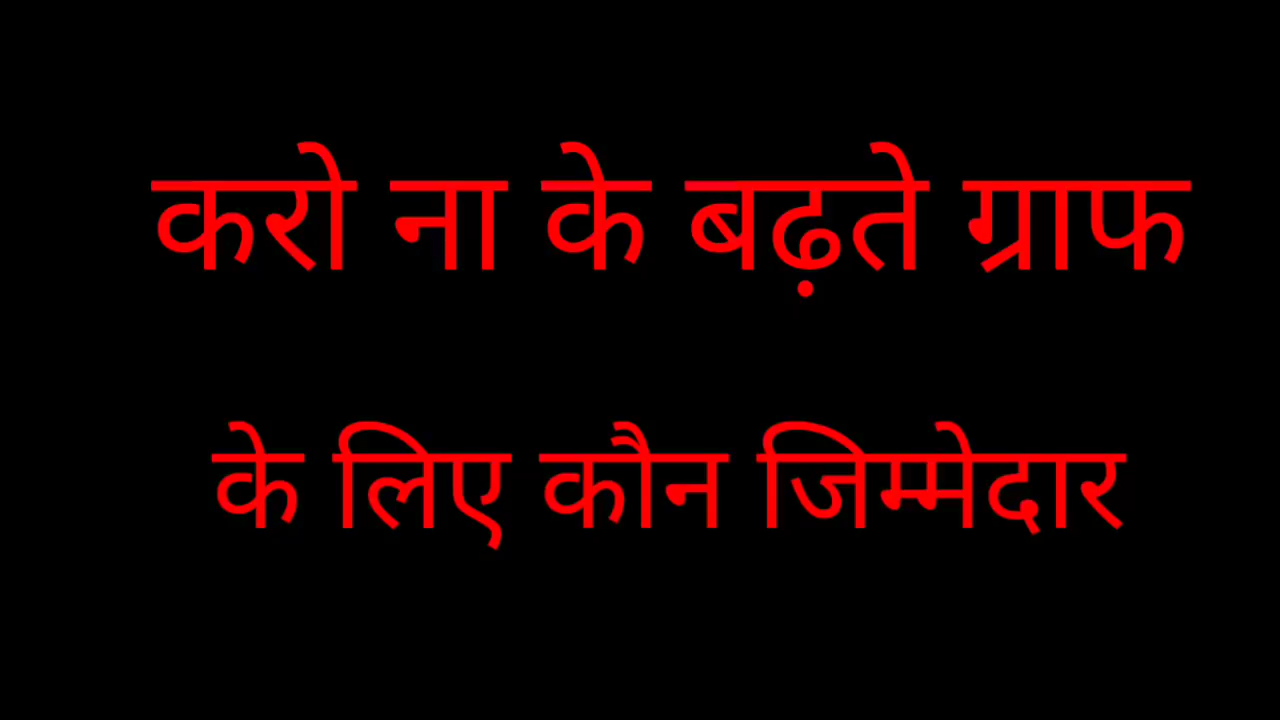 करो ना के बढ़ते ग्राफ
के लिए कौन जिम्मेदार